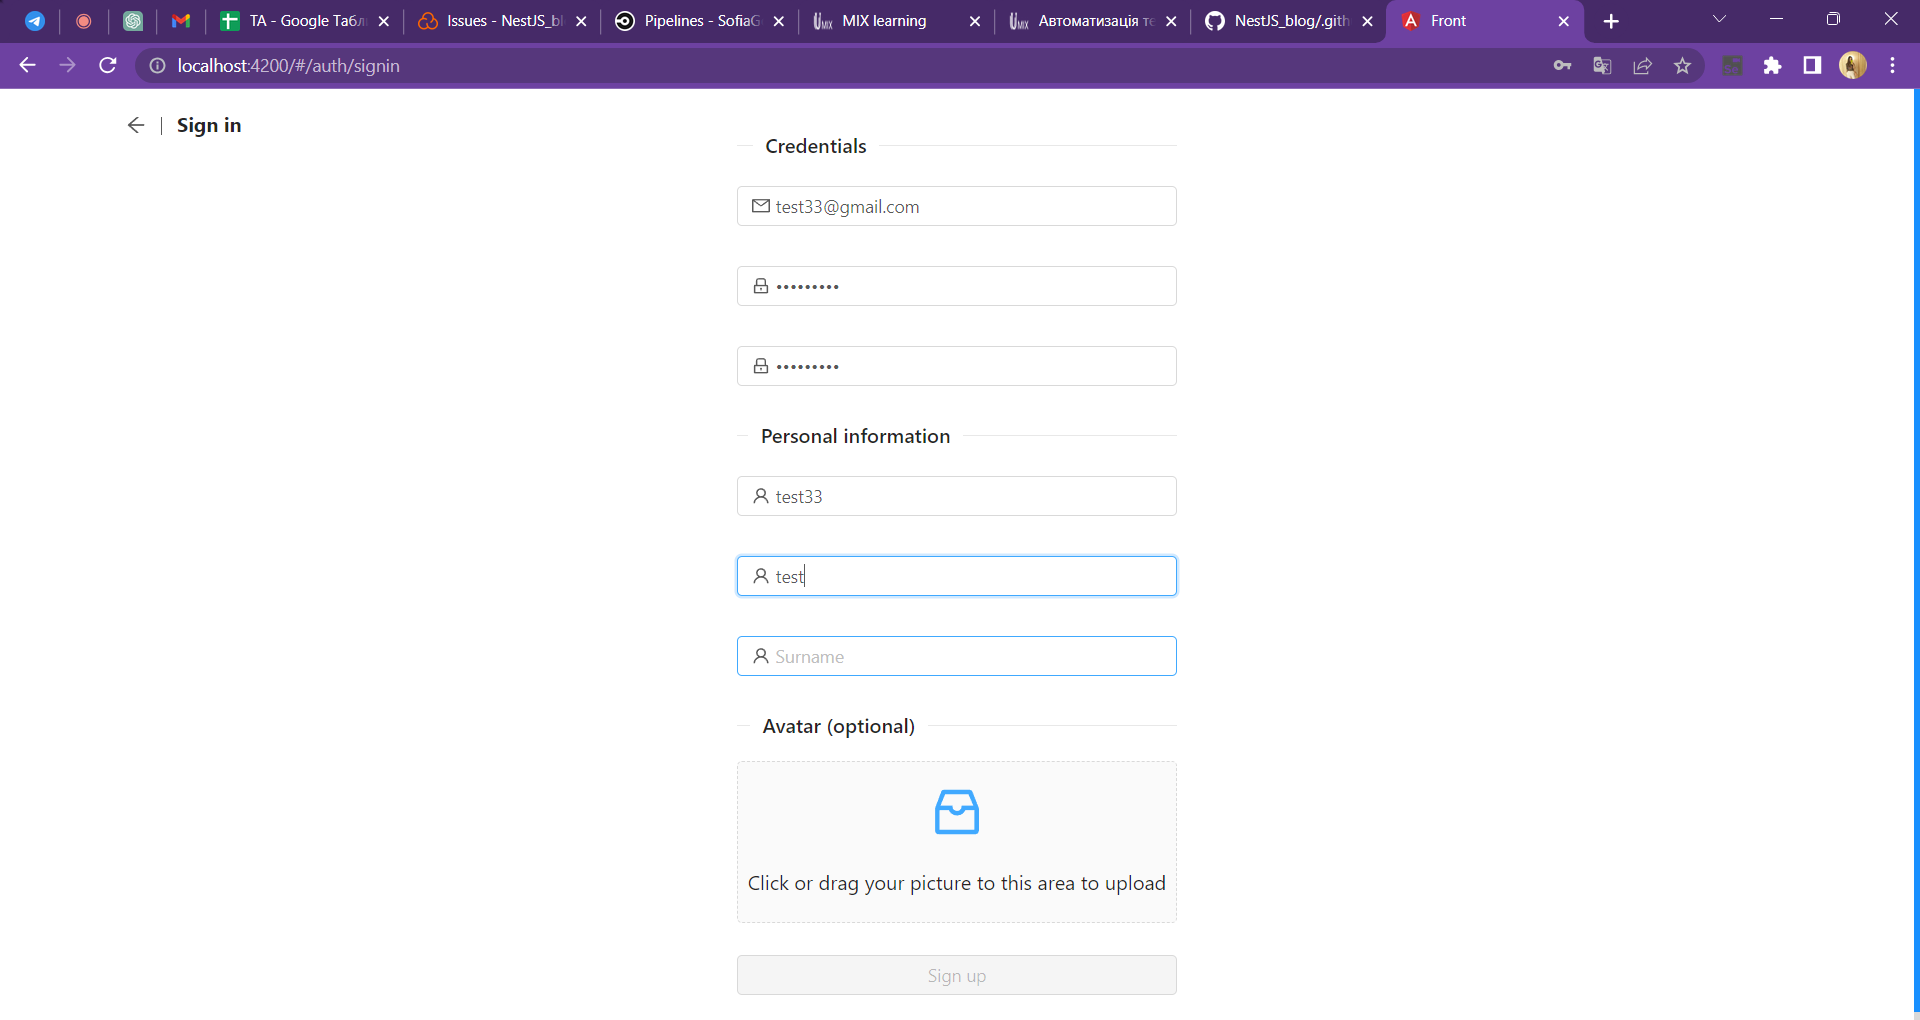 TA - Google Табл
Issues - NestJS_bl
Pipelines - SofiaG
MIX learning
Автоматизація те
NestJS_blog/.gith
Front
localhost:4200/#/auth/signin
Sign in
Credentials
test33@gmail.com
•••••••••
•••••••••
Personal information
test33
test
Surname
Avatar (optional)
Click or drag your picture to this area to upload
Sign up